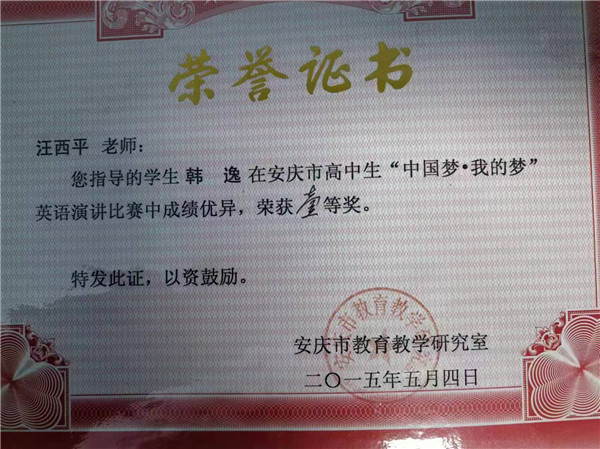 荣誉证书
汪西平 老师：
您指导的学生 韩 逸 在安庆市高中生“中国梦·我的梦”
英语演讲比赛中成绩优异，荣获壹等奖。
特发此证，以资鼓励。
安庆市教育教学研究室
二〇一五年五月四日